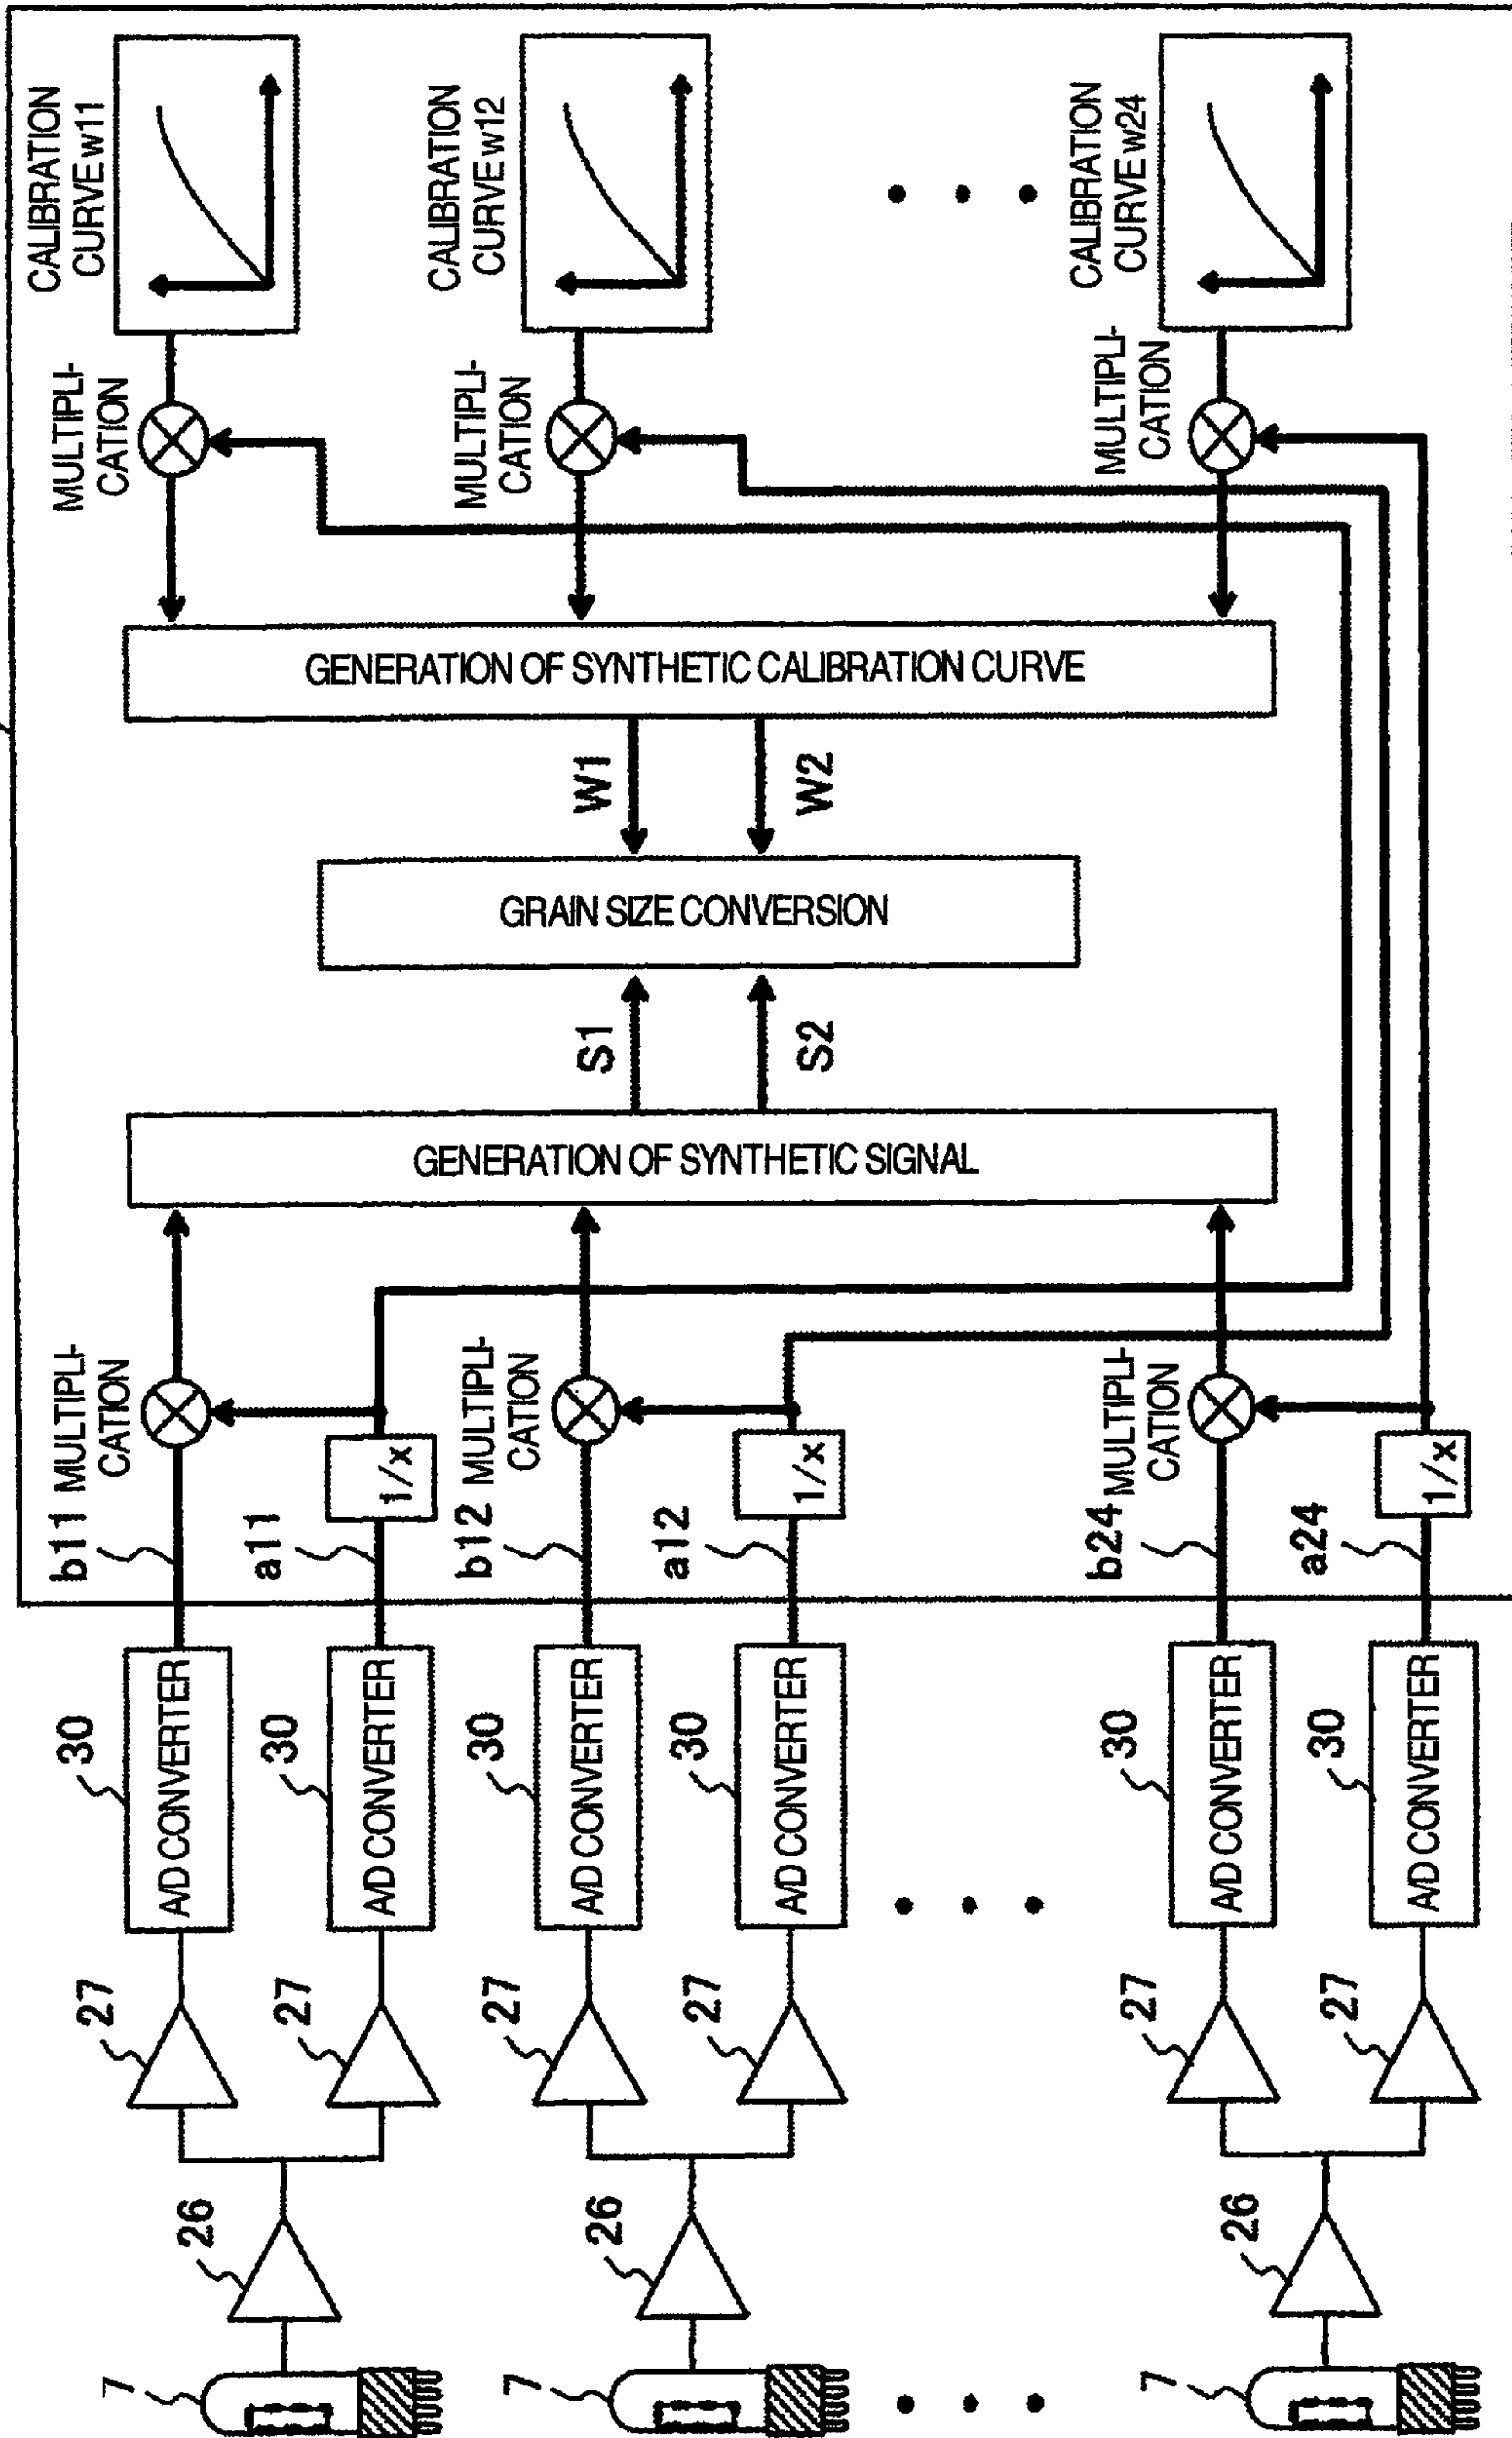 7
26
27
30
A/D CONVERTER
b11
MULTIPLI-
CATION
27
30
A/D CONVERTER
a11
1/x
7
26
27
30
A/D CONVERTER
b12
MULTIPLI-
CATION
27
30
A/D CONVERTER
a12
1/x
7
26
27
30
A/D CONVERTER
b24
MULTIPLI-
CATION
27
30
A/D CONVERTER
a24
1/x
GENERATION OF SYNTHETIC SIGNAL
S1
S2
GRAIN SIZE CONVERSION
W1
W2
GENERATION OF SYNTHETIC CALIBRATION CURVE
MULTIPLI-
CATION
CALIBRATION
CURVE w11
MULTIPLI-
CATION
CALIBRATION
CURVE w12
MULTIPLI-
CATION
CALIBRATION
CURVE w24